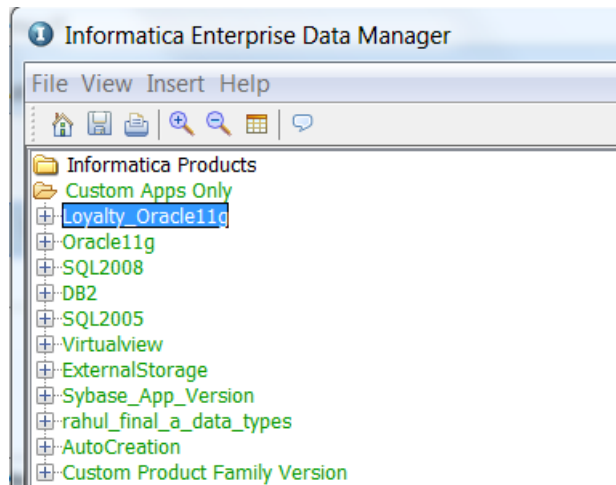 Informatica Enterprise Data Manager
File View Insert Help
Informatica Products
Custom Apps Only
Loyalty_Oracle11g
Oracle11g
SQL2008
DB2
SQL2005
Virtualview
ExternalStorage
Sybase_App_Version
rahul_final_a_data_types
AutoCreation
Custom Product Family Version